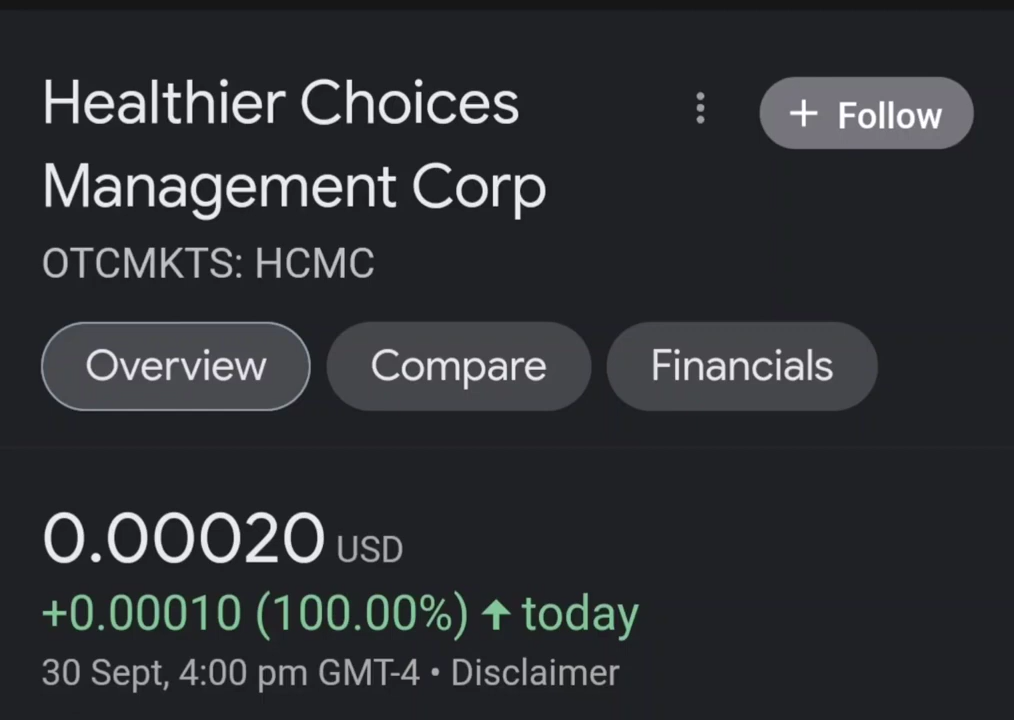 Healthier Choices
Management Corp
+ Follow
OTCMKTS: HCMC
Overview Compare Financials
0.00020 USD
+0.00010 (100.00%) ↑ today
30 Sept, 4:00 pm GMT-4 • Disclaimer